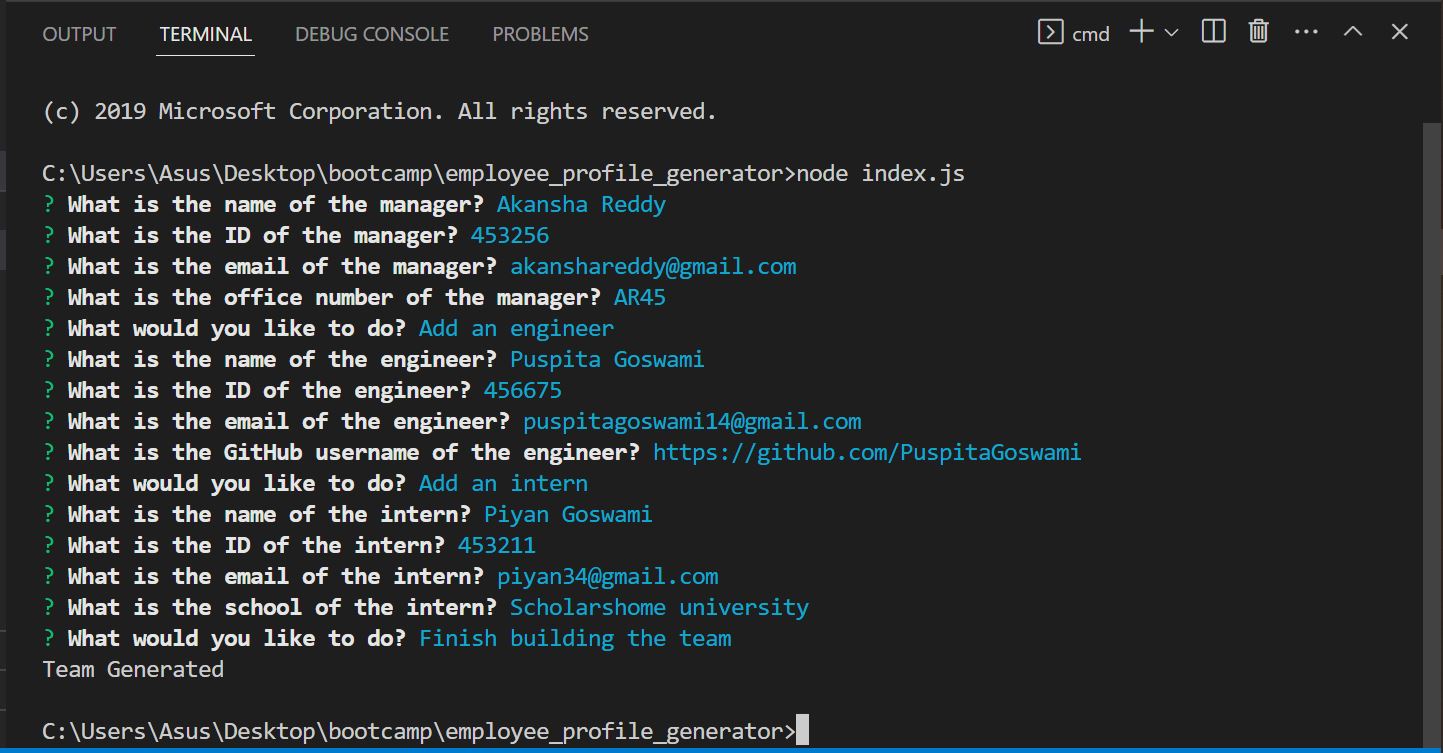 OUTPUT TERMINAL DEBUG CONSOLE PROBLEMS cmd
(c) 2019 Microsoft Corporation. All rights reserved.
C:\Users\Asus\Desktop\bootcamp\employee_profile_generator>node index.js
? What is the name of the manager? Akansha Reddy
? What is the ID of the manager? 453256
? What is the email of the manager? akanshareddy@gmail.com
? What is the office number of the manager? AR45
? What would you like to do? Add an engineer
? What is the name of the engineer? Puspita Goswami
? What is the ID of the engineer? 456675
? What is the email of the engineer? puspitagoswami14@gmail.com
? What is the GitHub username of the engineer? https://github.com/PuspitaGoswami
? What would you like to do? Add an intern
? What is the name of the intern? Piyan Goswami
? What is the ID of the intern? 453211
? What is the email of the intern? piyan34@gmail.com
? What is the school of the intern? Scholarshome university
? What would you like to do? Finish building the team
Team Generated
C:\Users\Asus\Desktop\bootcamp\employee_profile_generator>